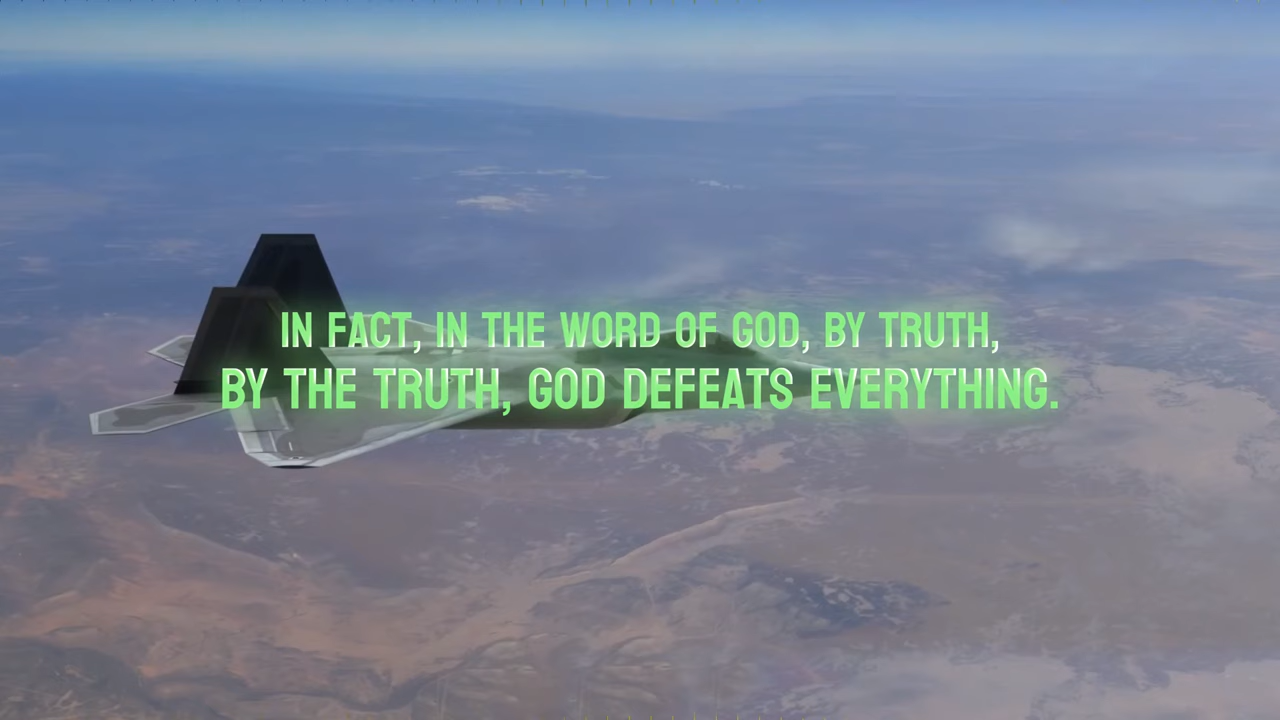 IN FACT, IN THE WORD OF GOD, BY TRUTH,
BY THE TRUTH, GOD DEFEATS EVERYTHING.